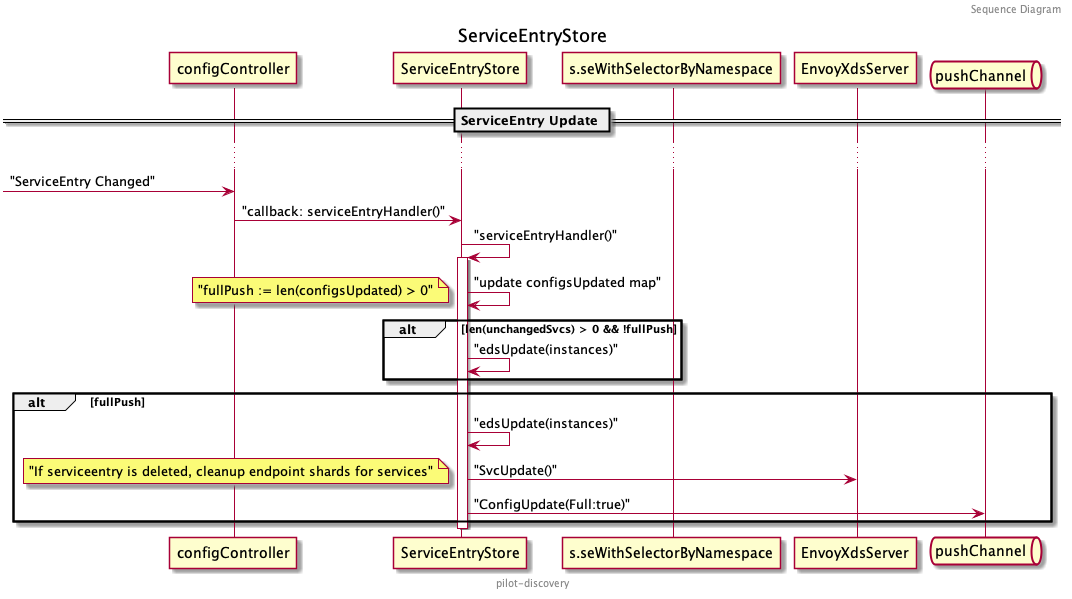 Sequence Diagram
ServiceEntryStore
configController
ServiceEntryStore
s.seWithSelectorByNamespace
EnvoyXdsServer
pushChannel
ServiceEntry Update
"ServiceEntry Changed"
"callback: serviceEntryHandler()"
"serviceEntryHandler()"
"fullPush := len(configsUpdated) > 0"
"update configsUpdated map"
alt
[len(unchangedSvcs) > 0 && !fullPush]
"edsUpdate(instances)"
alt
[fullPush]
"edsUpdate(instances)"
"If serviceentry is deleted, cleanup endpoint shards for services"
"SvcUpdate()"
"ConfigUpdate(Full:true)"
configController
ServiceEntryStore
s.seWithSelectorByNamespace
EnvoyXdsServer
pushChannel
pilot-discovery